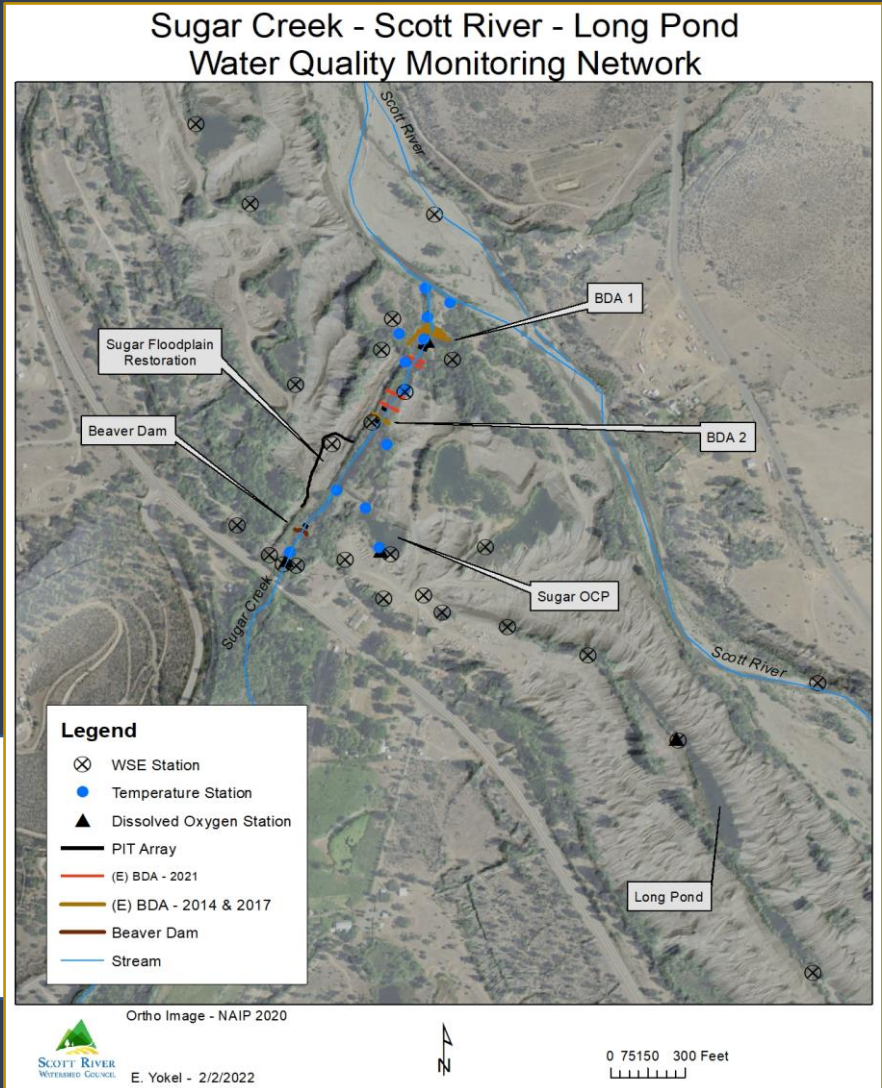 Sugar Creek - Scott River - Long Pond
Water Quality Monitoring Network
Scott River
BDA 1
Sugar Floodplain
Restoration
Beaver Dam
BDA 2
Sugar OCP
Sugar Creek
Scott River
Long Pond
Legend
WSE Station
Temperature Station
Dissolved Oxygen Station
PIT Array
(E) BDA - 2021
(E) BDA - 2014 & 2017
Beaver Dam
Stream
Ortho Image - NAIP 2020
SCOTT RIVER
WATERSHED COUNCIL
E. Yokel - 2/2/2022
N
0 75150 300 Feet